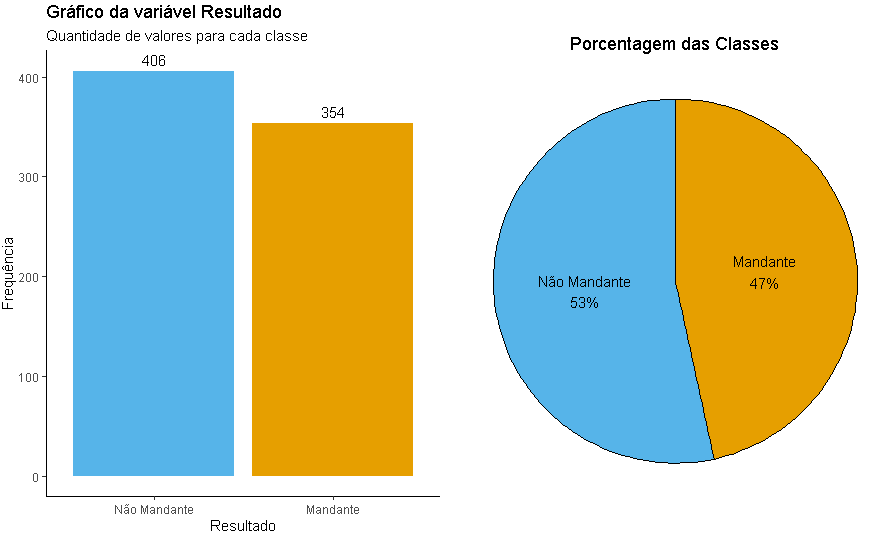 Gráfico da variável Resultado
Quantidade de valores para cada classe
406
354
400
300
200
100
0
Frequência
Não Mandante
Mandante
Resultado
Porcentagem das Classes
Não Mandante
53%
Mandante
47%